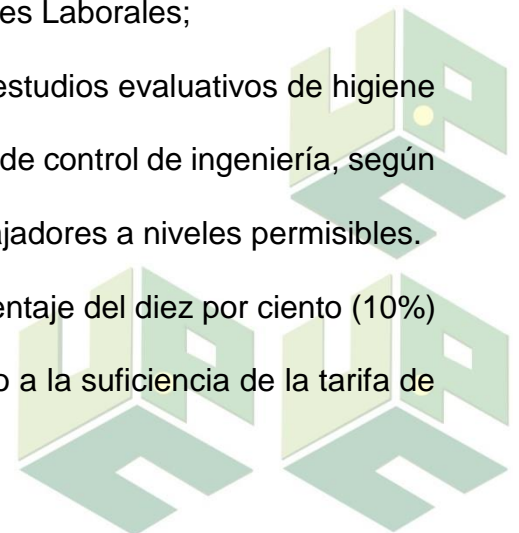 es Laborales;
estudios evaluativos de higiene
de control de ingeniería, según
ajadores a niveles permisibles.
entaje del diez por ciento (10%)
o a la suficiencia de la tarifa de